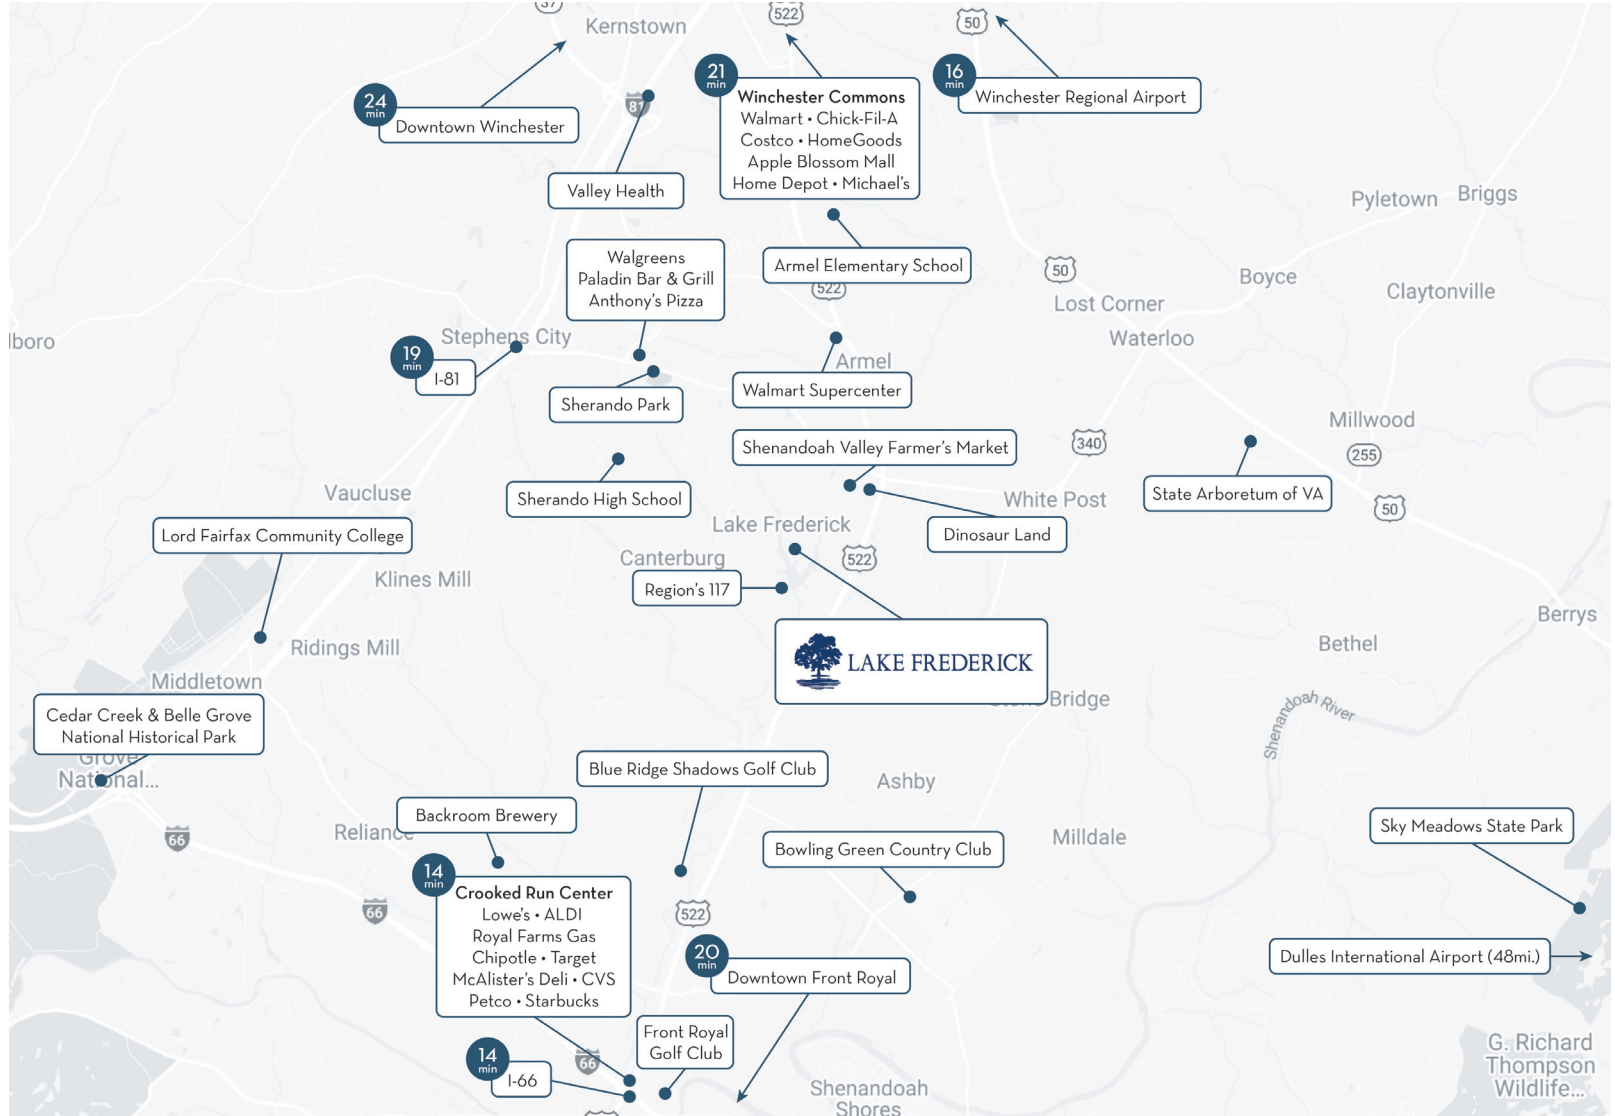 37
Kernstown
522
50
24
min
Downtown Winchester
81
Valley Health
21
min
Winchester Commons
Walmart • Chick-Fil-A
Costco • HomeGoods
Apple Blossom Mall
Home Depot • Michael's
16
min
Winchester Regional Airport
Pyletown
Briggs
Walgreens
Paladin Bar & Grill
Anthony's Pizza
Armel Elementary School
522
50
Boyce
Claytonville
Lost Corner
Waterloo
lboro
Stephens City
19
min
I-81
Armel
Walmart Supercenter
Sherando Park
Millwood
255
340
Shenandoah Valley Farmer's Market
Sherando High School
Vaucluse
White Post
State Arboretum of VA
50
Lord Fairfax Community College
Lake Frederick
Dinosaur Land
Canterburg
522
Klines Mill
Region's 117
Berrys
Ridings Mill
LAKE FREDERICK
Bethel
Middletown
Bridge
Shenandoah River
Cedar Creek & Belle Grove
National Historical Park
Grove
National...
Blue Ridge Shadows Golf Club
Ashby
Backroom Brewery
Reliance
66
Bowling Green Country Club
Milldale
Sky Meadows State Park
14
min
Crooked Run Center
Lowe's • ALDI
Royal Farms Gas
Chipotle • Target
McAlister's Deli • CVS
Petco • Starbucks
66
522
20
min
Downtown Front Royal
Dulles International Airport (48mi.)
Front Royal
Golf Club
14
min
I-66
66
G. Richard
Thompson
Wildlife...
Shenandoah
Shores